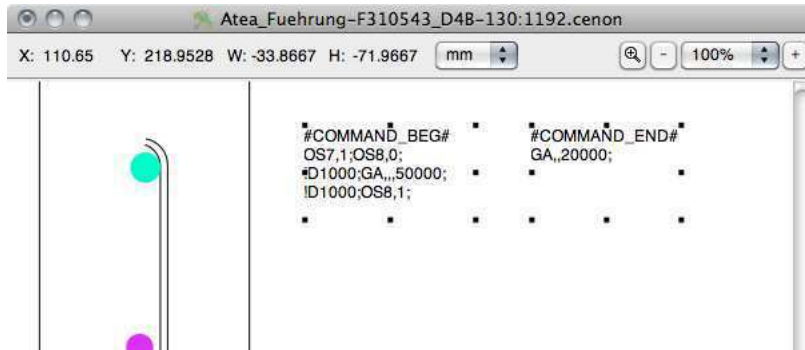 Atea_Fuehrung-F310543_D4B-130:1192.cenon
X: 110.65 Y: 218.9528 W: -33.8667 H: -71.9667 mm - 100% +
#COMMAND_BEG#
OS7,1;OS8,0;
!D1000;GA,,,50000;
!D1000;OS8,1;
#COMMAND_END#
GA,,20000;